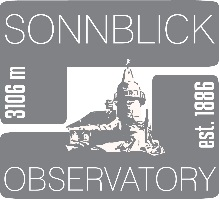 SONNBLICK
3106 m
est. 1886
OBSERVATORY